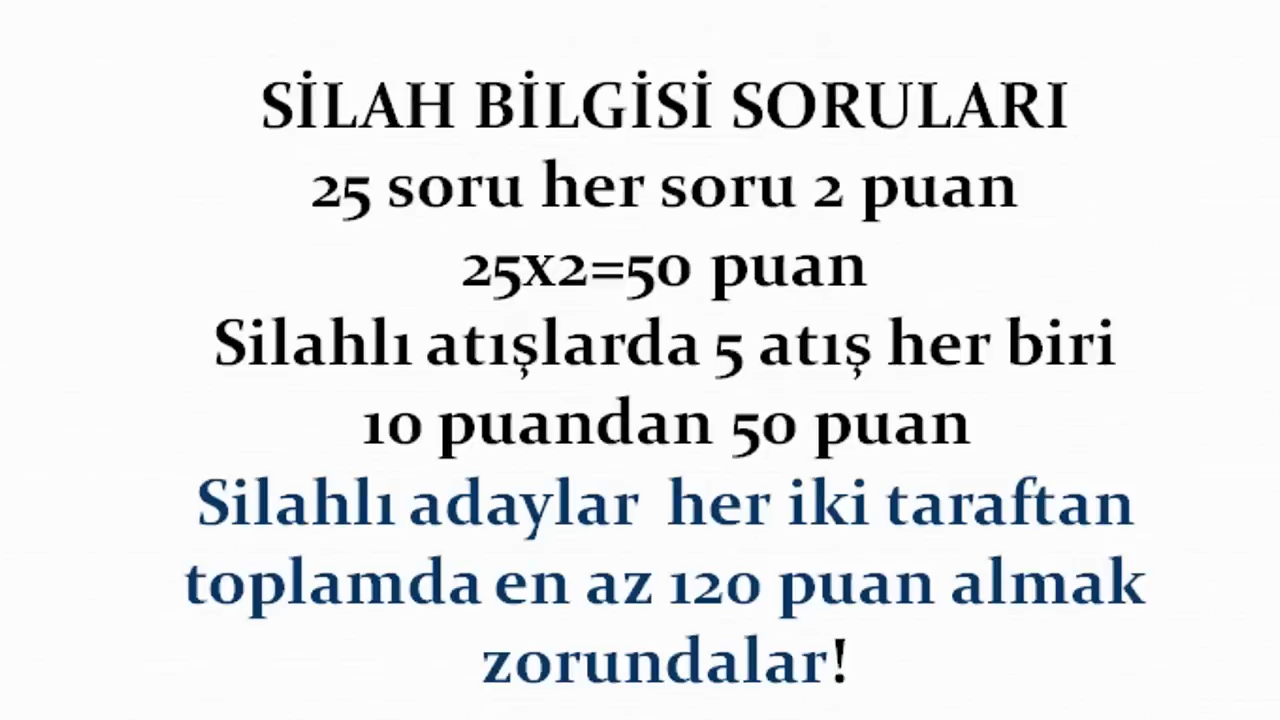 SİLAH BİLGİSİ SORULARI
25 soru her soru 2 puan
25x2=50 puan
Silahlı atışlarda 5 atış her biri
10 puandan 50 puan
Silahlı adaylar her iki taraftan
toplamda en az 120 puan almak
zorundalar!